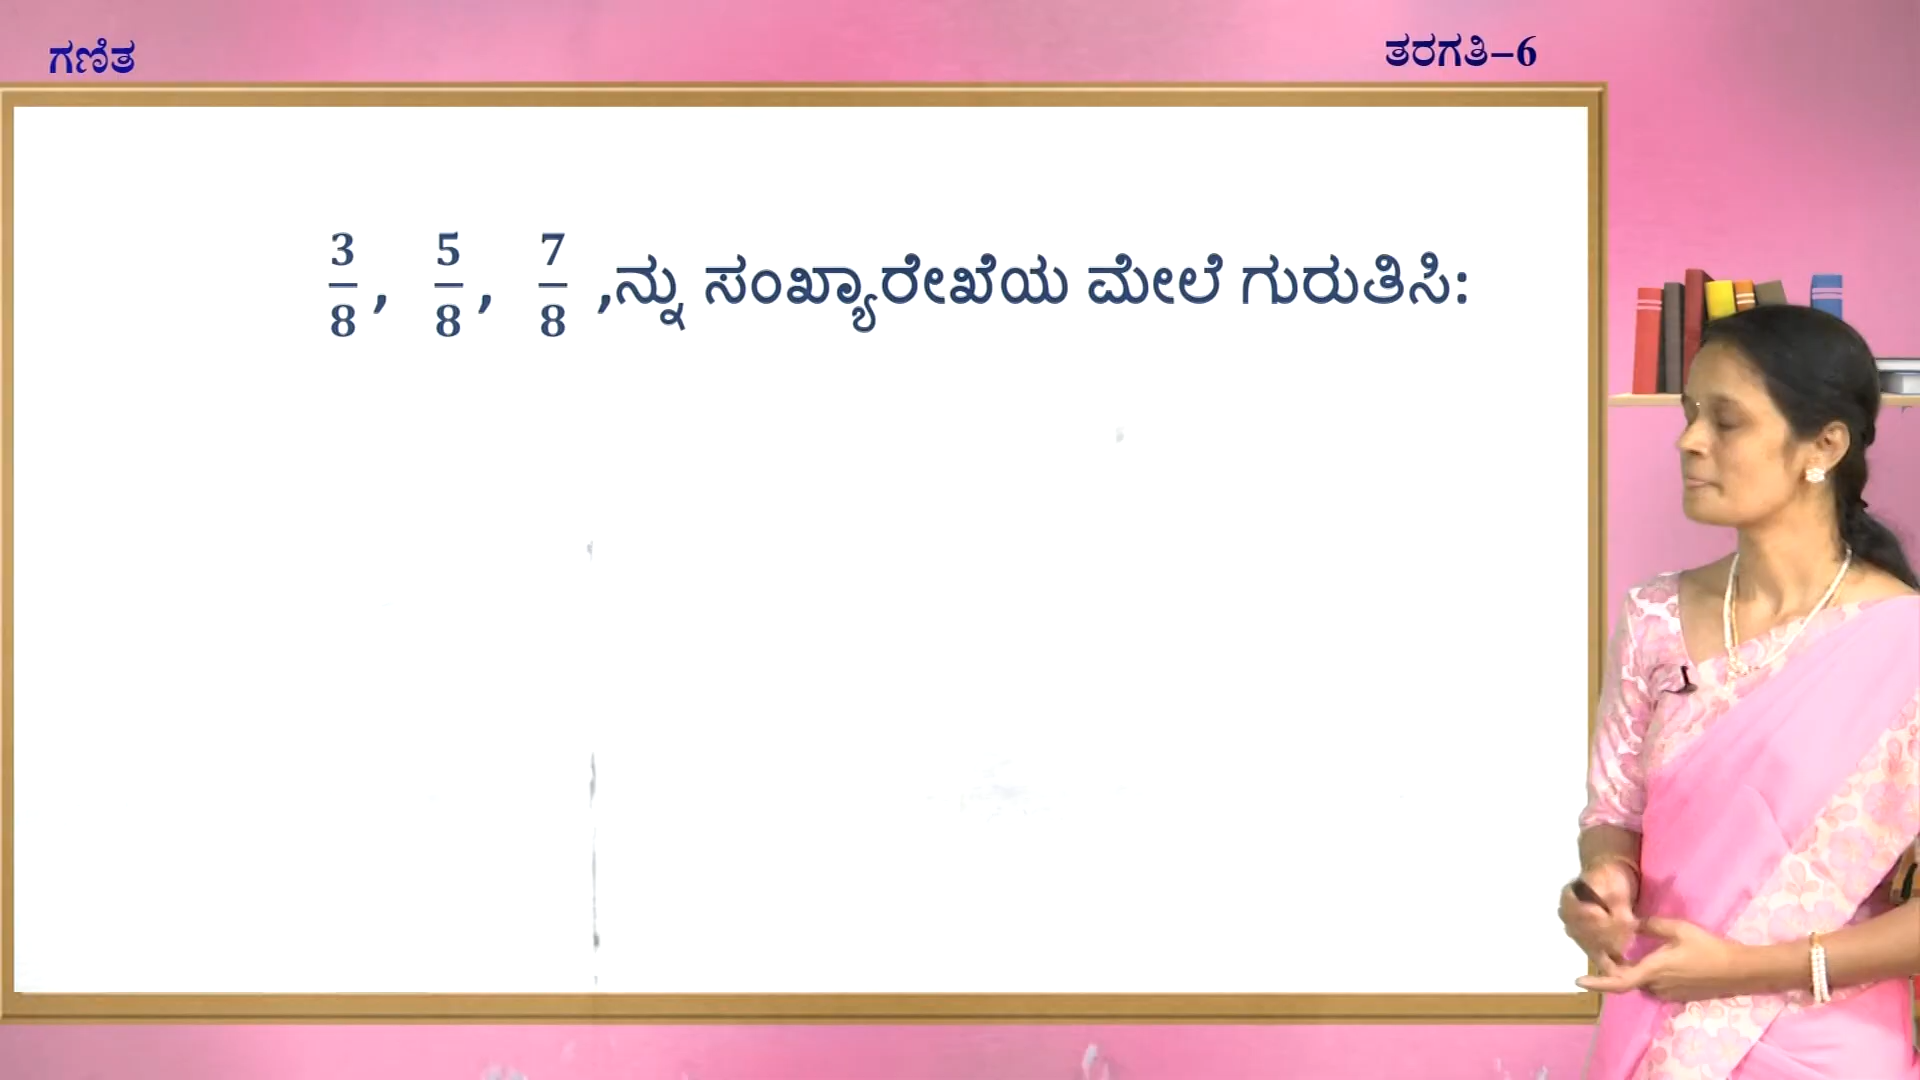 ಗಣಿತ
ತರಗತಿ–6
3/8, 5/8, 7/8 ,ನ್ನು ಸಂಖ್ಯಾರೇಖೆಯ ಮೇಲೆ ಗುರುತಿಸಿ: